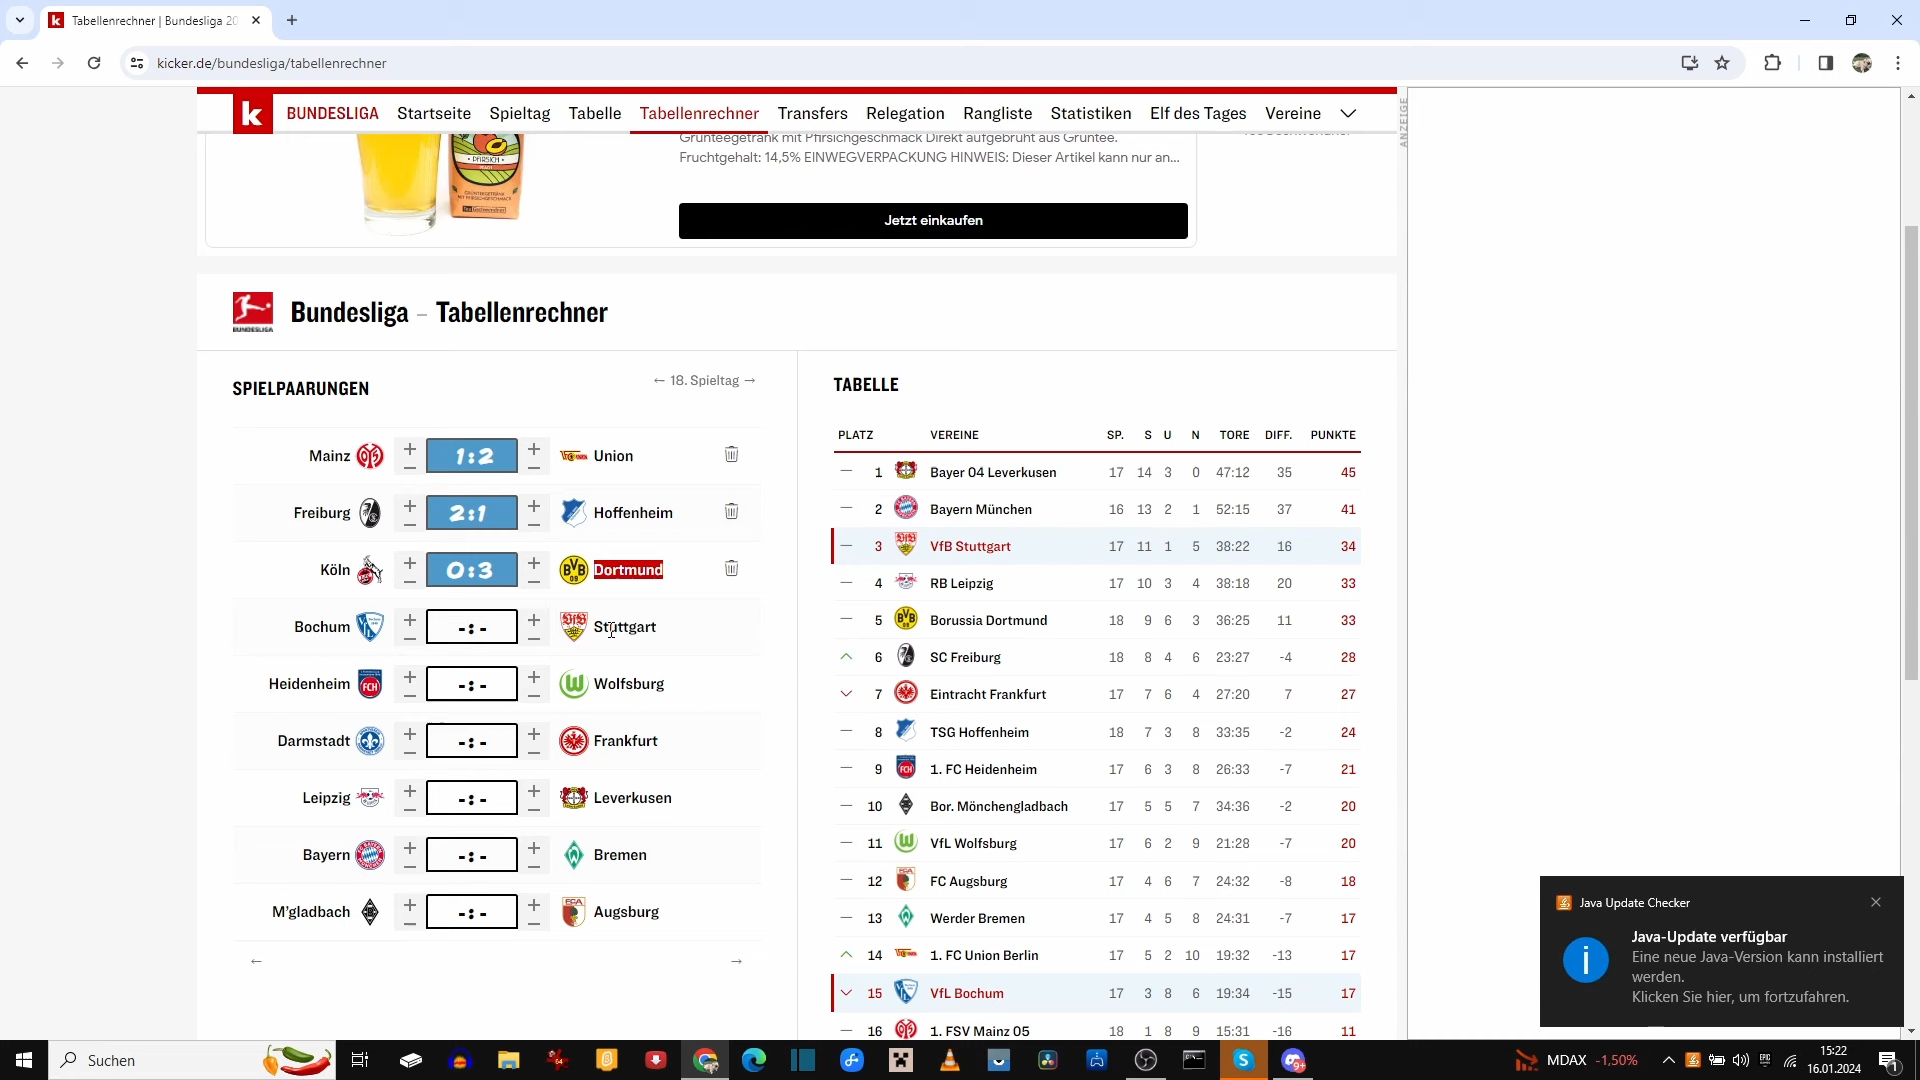 Tabellenrechner | Bundesliga 20
kicker.de/bundesliga/tabellenrechner
k BUNDESLIGA Startseite Spieltag Tabelle Tabellenrechner Transfers Relegation Rangliste Statistiken Elf des Tages Vereine
ANZEIGE
Grünteegetränk mit Pfirsichgeschmack Direkt aufgebrüht aus Grüntee.
Fruchtgehalt: 14,5% EINWEGVERPACKUNG HINWEIS: Dieser Artikel kann nur an...
PFIRSICH
Jetzt einkaufen
BUNDESLIGA
Bundesliga – Tabellenrechner
SPIELPAARUNGEN
← 18. Spieltag →
Mainz + − 1:2 + − Union
Freiburg + − 2:1 + − Hoffenheim
Köln + − 0:3 + − Dortmund
Bochum + − -:- + − Stuttgart
Heidenheim + − -:- + − Wolfsburg
Darmstadt + − -:- + − Frankfurt
Leipzig + − -:- + − Leverkusen
Bayern + − -:- + − Bremen
M'gladbach + − -:- + − Augsburg
← →
TABELLE
PLATZ VEREINE SP. S U N TORE DIFF. PUNKTE
— 1 Bayer 04 Leverkusen 17 14 3 0 47:12 35 45
— 2 Bayern München 16 13 2 1 52:15 37 41
— 3 VfB Stuttgart 17 11 1 5 38:22 16 34
— 4 RB Leipzig 17 10 3 4 38:18 20 33
— 5 Borussia Dortmund 18 9 6 3 36:25 11 33
6 SC Freiburg 18 8 4 6 23:27 -4 28
7 Eintracht Frankfurt 17 7 6 4 27:20 7 27
— 8 TSG Hoffenheim 18 7 3 8 33:35 -2 24
— 9 1. FC Heidenheim 17 6 3 8 26:33 -7 21
— 10 Bor. Mönchengladbach 17 5 5 7 34:36 -2 20
— 11 VfL Wolfsburg 17 6 2 9 21:28 -7 20
— 12 FC Augsburg 17 4 6 7 24:32 -8 18
— 13 Werder Bremen 17 4 5 8 24:31 -7 17
14 1. FC Union Berlin 17 5 2 10 19:32 -13 17
15 VfL Bochum 17 3 8 6 19:34 -15 17
— 16 1. FSV Mainz 05 18 1 8 9 15:31 -16 11
Java Update Checker
Java-Update verfügbar
Eine neue Java-Version kann installiert
werden.
Klicken Sie hier, um fortzufahren.
Suchen
MDAX -1,50%
15:22
16.01.2024